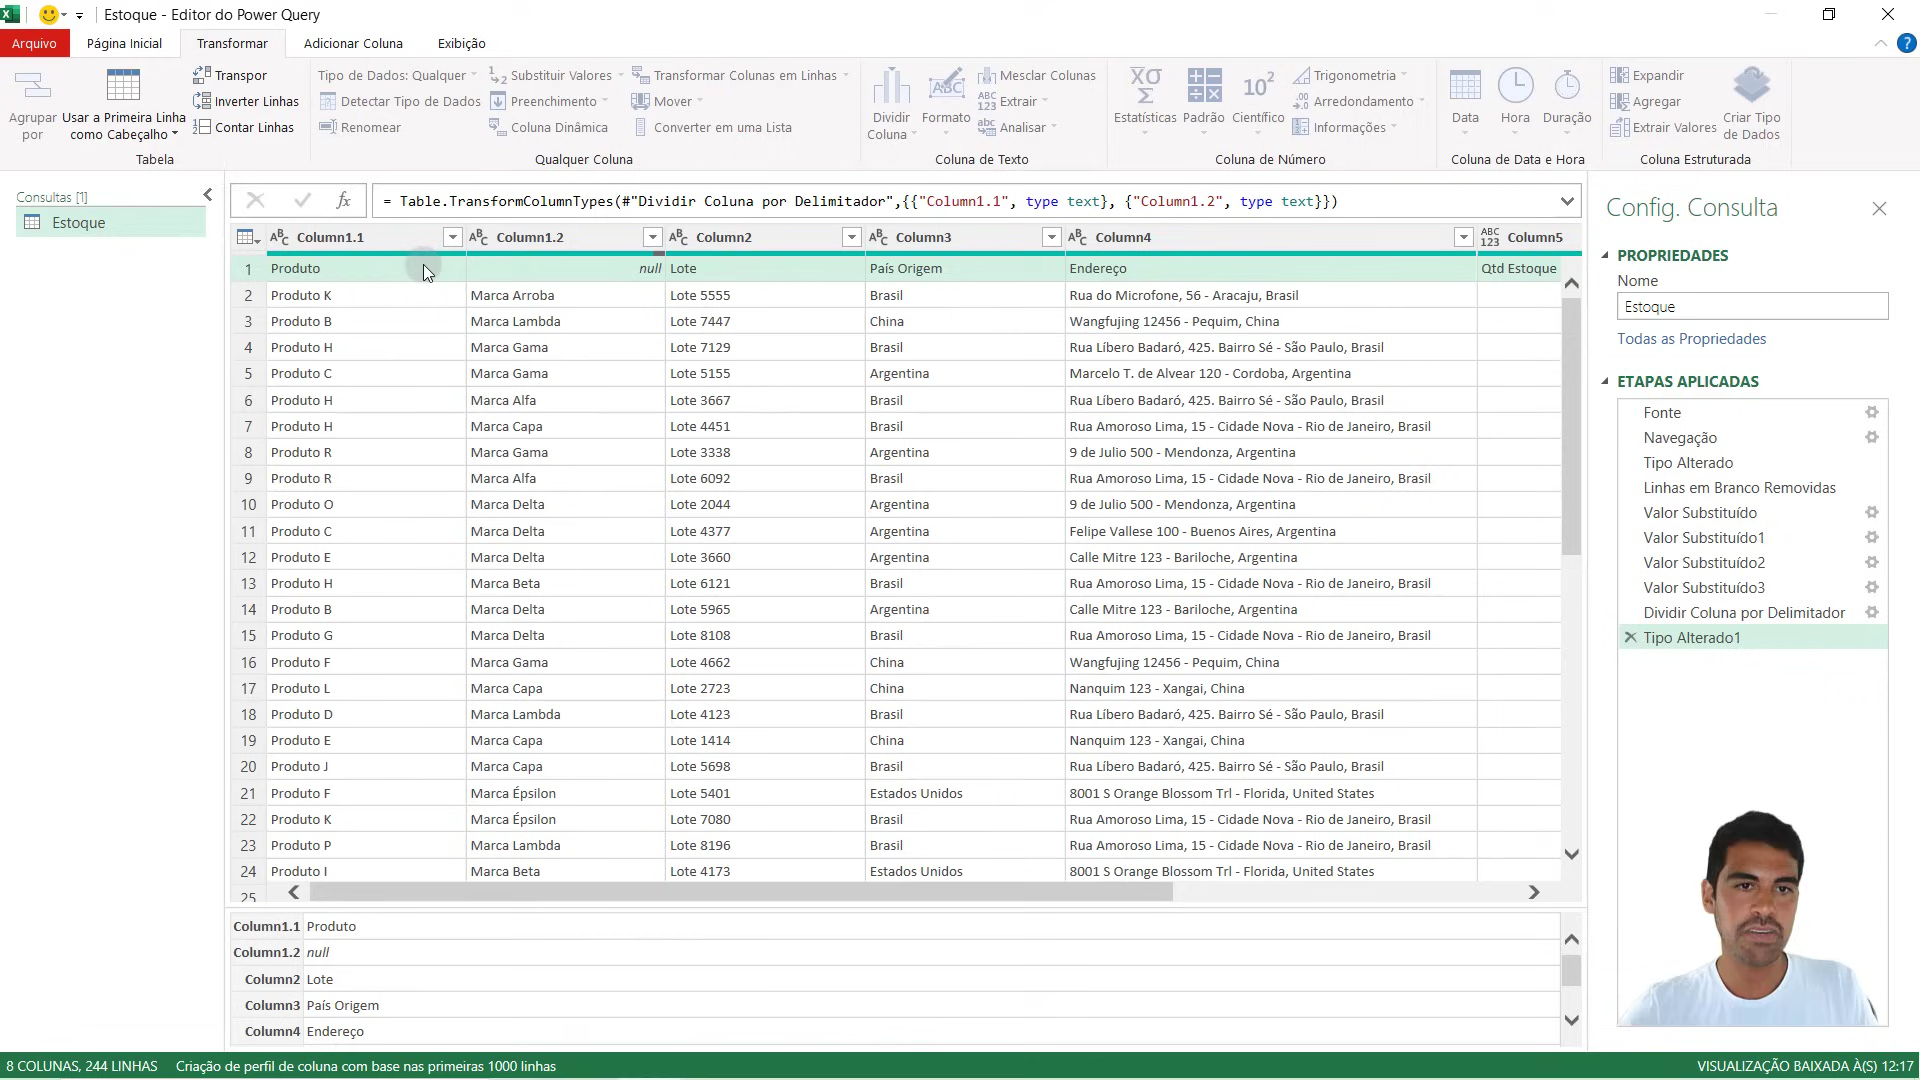 Estoque - Editor do Power Query
Arquivo Página Inicial Transformar Adicionar Coluna Exibição
Agrupar por
Usar a Primeira Linha como Cabeçalho
Transpor
Inverter Linhas
Contar Linhas
Tabela
Tipo de Dados: Qualquer
Detectar Tipo de Dados
Renomear
Substituir Valores
Preenchimento
Coluna Dinâmica
Transformar Colunas em Linhas
Mover
Converter em uma Lista
Qualquer Coluna
Dividir Coluna
Formato
Mesclar Colunas
Extrair
Analisar
Coluna de Texto
Estatísticas
Padrão
Científico
Trigonometria
Arredondamento
Informações
Coluna de Número
Data
Hora
Duração
Coluna de Data e Hora
Expandir
Agregar
Extrair Valores
Criar Tipo de Dados
Coluna Estruturada
Consultas [1]
Estoque
fx = Table.TransformColumnTypes(#"Dividir Coluna por Delimitador",{{"Column1.1", type text}, {"Column1.2", type text}})
Column1.1 Column1.2 Column2 Column3 Column4 Column5
1 Produto null Lote País Origem Endereço Qtd Estoque
2 Produto K Marca Arroba Lote 5555 Brasil Rua do Microfone, 56 - Aracaju, Brasil
3 Produto B Marca Lambda Lote 7447 China Wangfujing 12456 - Pequim, China
4 Produto H Marca Gama Lote 7129 Brasil Rua Líbero Badaró, 425. Bairro Sé - São Paulo, Brasil
5 Produto C Marca Gama Lote 5155 Argentina Marcelo T. de Alvear 120 - Cordoba, Argentina
6 Produto H Marca Alfa Lote 3667 Brasil Rua Líbero Badaró, 425. Bairro Sé - São Paulo, Brasil
7 Produto H Marca Capa Lote 4451 Brasil Rua Amoroso Lima, 15 - Cidade Nova - Rio de Janeiro, Brasil
8 Produto R Marca Gama Lote 3338 Argentina 9 de Julio 500 - Mendonza, Argentina
9 Produto R Marca Alfa Lote 6092 Brasil Rua Amoroso Lima, 15 - Cidade Nova - Rio de Janeiro, Brasil
10 Produto O Marca Delta Lote 2044 Argentina 9 de Julio 500 - Mendonza, Argentina
11 Produto C Marca Delta Lote 4377 Argentina Felipe Vallese 100 - Buenos Aires, Argentina
12 Produto E Marca Delta Lote 3660 Argentina Calle Mitre 123 - Bariloche, Argentina
13 Produto H Marca Beta Lote 6121 Brasil Rua Amoroso Lima, 15 - Cidade Nova - Rio de Janeiro, Brasil
14 Produto B Marca Delta Lote 5965 Argentina Calle Mitre 123 - Bariloche, Argentina
15 Produto G Marca Delta Lote 8108 Brasil Rua Amoroso Lima, 15 - Cidade Nova - Rio de Janeiro, Brasil
16 Produto F Marca Gama Lote 4662 China Wangfujing 12456 - Pequim, China
17 Produto L Marca Capa Lote 2723 China Nanquim 123 - Xangai, China
18 Produto D Marca Lambda Lote 4123 Brasil Rua Líbero Badaró, 425. Bairro Sé - São Paulo, Brasil
19 Produto E Marca Capa Lote 1414 China Nanquim 123 - Xangai, China
20 Produto J Marca Capa Lote 5698 Brasil Rua Líbero Badaró, 425. Bairro Sé - São Paulo, Brasil
21 Produto F Marca Épsilon Lote 5401 Estados Unidos 8001 S Orange Blossom Trl - Florida, United States
22 Produto K Marca Épsilon Lote 7080 Brasil Rua Amoroso Lima, 15 - Cidade Nova - Rio de Janeiro, Brasil
23 Produto P Marca Lambda Lote 8196 Brasil Rua Amoroso Lima, 15 - Cidade Nova - Rio de Janeiro, Brasil
24 Produto I Marca Beta Lote 4173 Estados Unidos 8001 S Orange Blossom Trl - Florida, United States
25
Column1.1 Produto
Column1.2 null
Column2 Lote
Column3 País Origem
Column4 Endereço
Config. Consulta
PROPRIEDADES
Nome
Estoque
Todas as Propriedades
ETAPAS APLICADAS
Fonte
Navegação
Tipo Alterado
Linhas em Branco Removidas
Valor Substituído
Valor Substituído1
Valor Substituído2
Valor Substituído3
Dividir Coluna por Delimitador
Tipo Alterado1
8 COLUNAS, 244 LINHAS Criação de perfil de coluna com base nas primeiras 1000 linhas VISUALIZAÇÃO BAIXADA À(S) 12:17